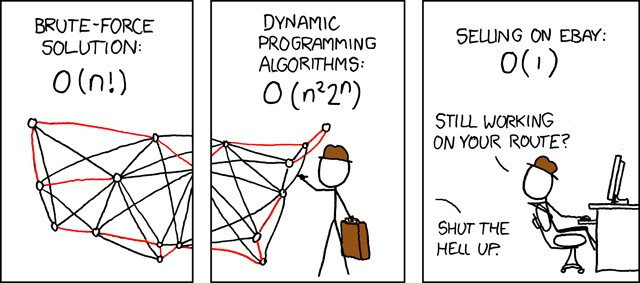 BRUTE-FORCE
SOLUTION:
O(n!)
DYNAMIC
PROGRAMMING
ALGORITHMS:
O(n²2ⁿ)
SELLING ON EBAY:
O(1)
STILL WORKING
ON YOUR ROUTE?
SHUT THE
HELL UP.